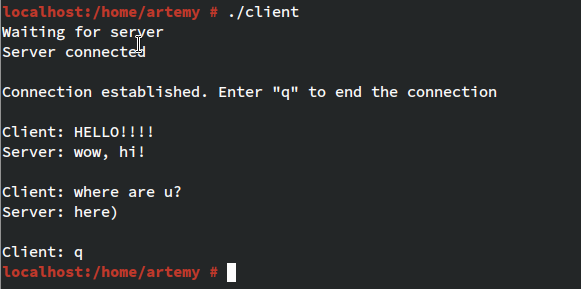 localhost:/home/artemy # ./client
Waiting for server
Server connected
Connection established. Enter "q" to end the connection
Client: HELLO!!!!
Server: wow, hi!
Client: where are u?
Server: here)
Client: q
localhost:/home/artemy #